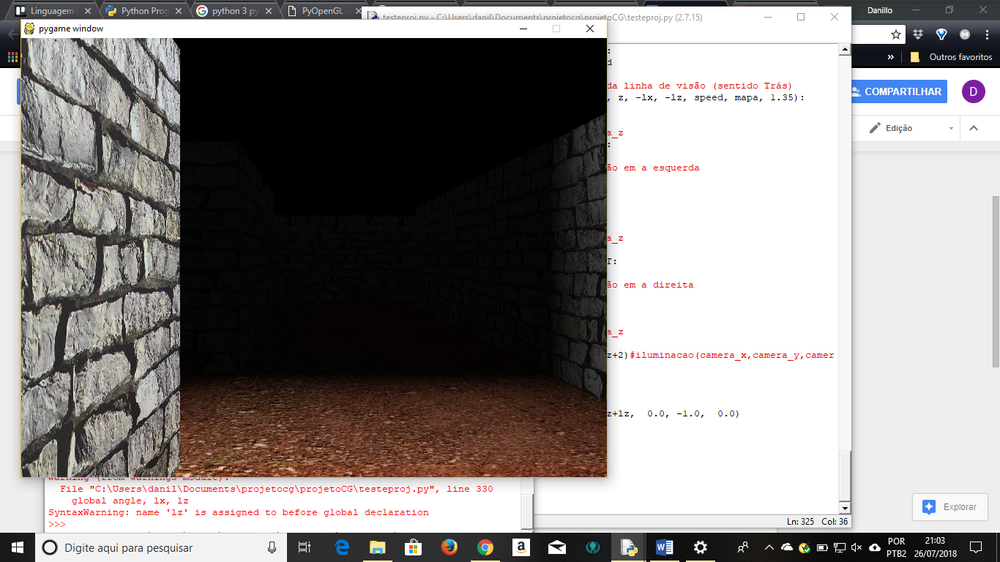 Linguagem
Python Prog
python 3 py
PyOpenGL -
Danillo
testeproj.py - C:\Users\danil\Documents\projetocg\projetoCG\testeproj.py (2.7.15)
pygame window
»
Outros favoritos
:
d
da linha de visão (sentido Trás)
, z, -lx, -lz, speed, mapa, 1.35):
COMPARTILHAR
D
Edição
a_z
:
ão em a esquerda
a_z
T:
ão em a direita
a_z
z+2)#iluminacao(camera_x,camera_y,camer
z+lz, 0.0, -1.0, 0.0)
Warning (from warnings module):
File "C:\Users\danil\Documents\projetocg\projetoCG\testeproj.py", line 330
global angle, lx, lz
SyntaxWarning: name 'lz' is assigned to before global declaration
>>>
Explorar
Ln: 325 Col: 36
Digite aqui para pesquisar
POR
PTB2
21:03
26/07/2018